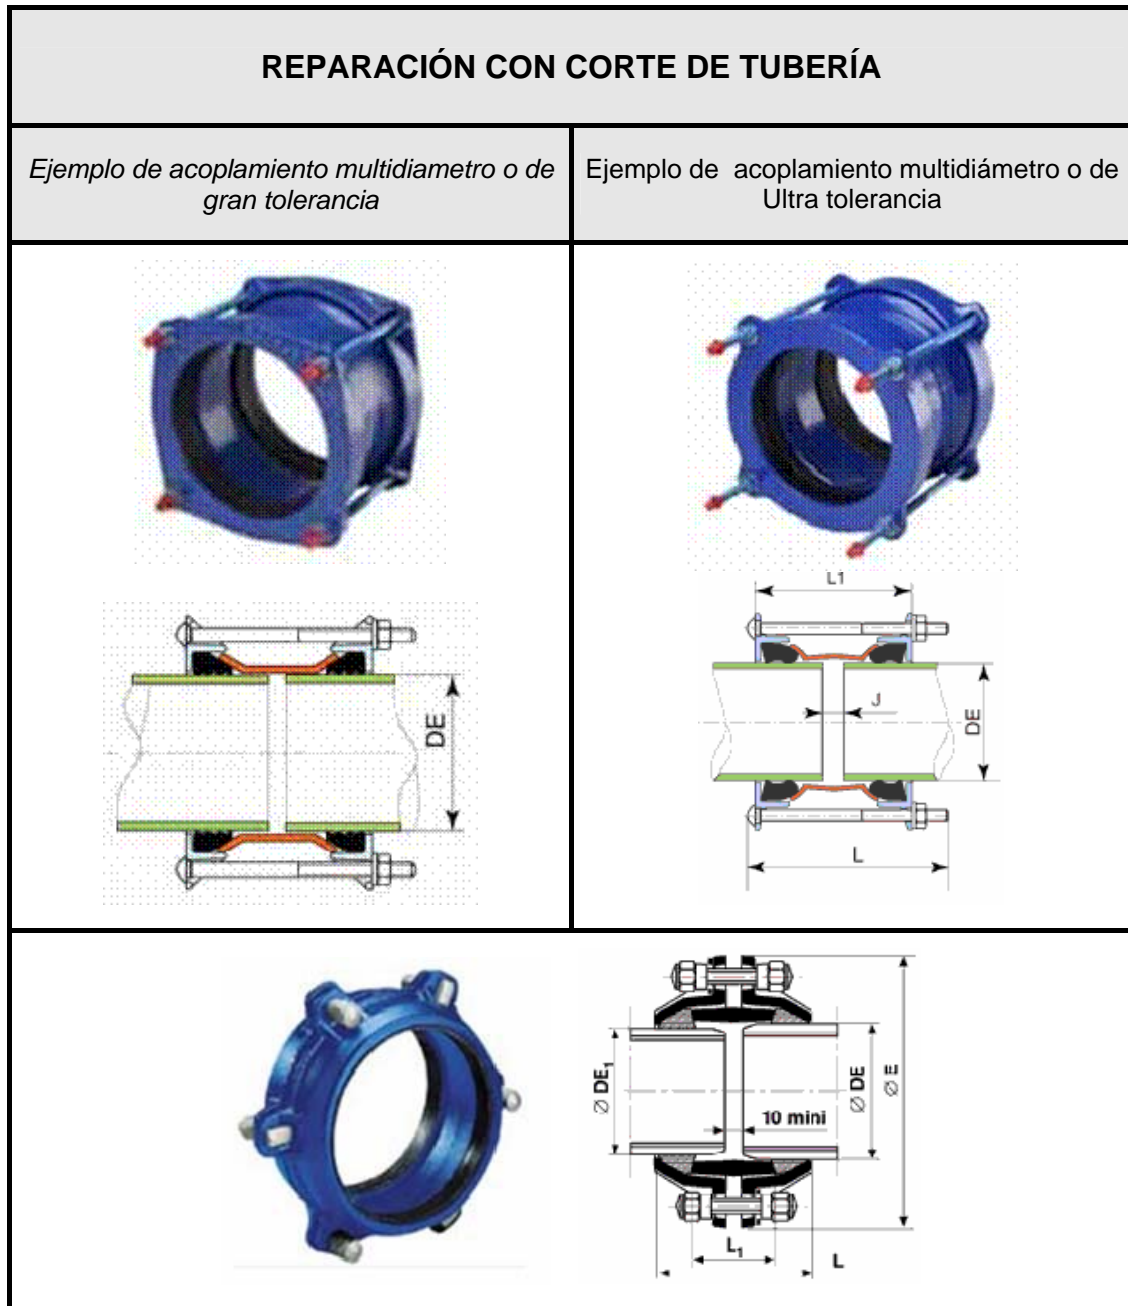 REPARACIÓN CON CORTE DE TUBERÍA
Ejemplo de acoplamiento multidiametro o de
gran tolerancia
Ejemplo de acoplamiento multidiámetro o de
Ultra tolerancia
DE
L1
J
DE
L
Ø DE₁
10 mini
Ø DE
Ø E
L₁
L